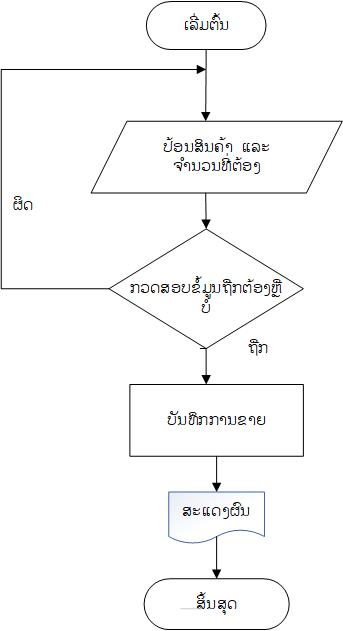 ເລີ່ມຕົ້ນ
ປ້ອນສິນຄ້າ ແລະ
ຈຳນວນທີ່ຕ້ອງ
ຜິດ
ກວດສອບຂໍ້ມູນຖືກຕ້ອງຫຼື
ບໍ່
ຖືກ
ບັນທືກການຂາຍ
ສະແດງຜົນ
ສິ້ນສຸດ